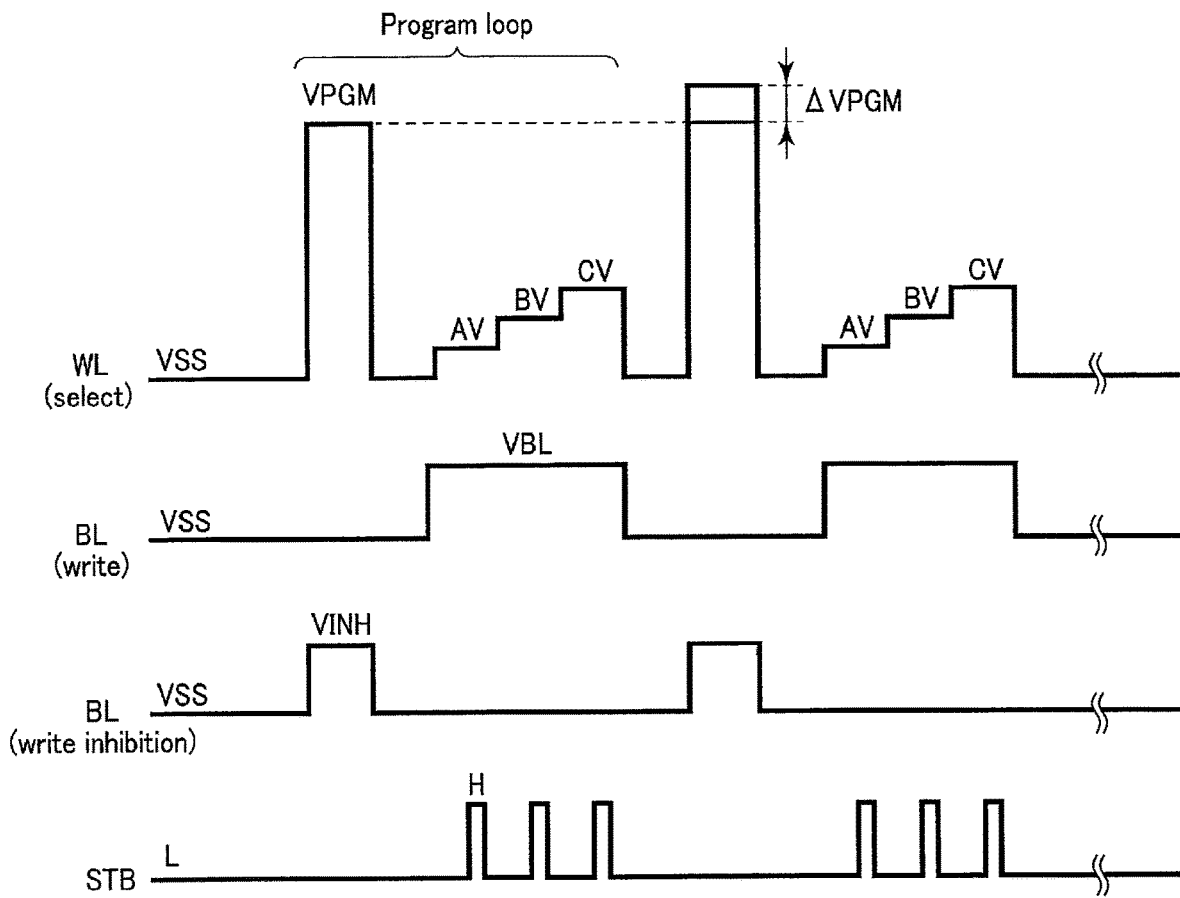 Program loop
VPGM
Δ VPGM
CV
CV
BV
BV
AV
AV
WL
(select)
VSS
VBL
BL
(write)
VSS
VINH
BL
(write inhibition)
VSS
H
STB
L